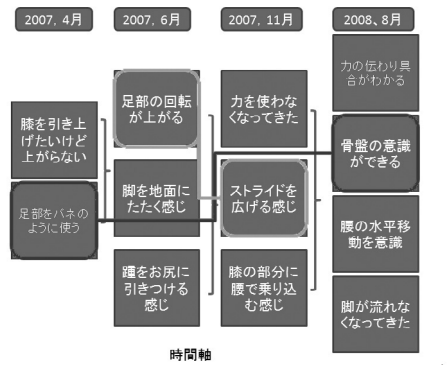 2007, 4月
2007, 6月
2007, 11月
2008、8月
膝を引き上
げたいけど
上がらない
足部をバネの
ように使う
足部の回転
が上がる
脚を地面に
たたく感じ
踵をお尻に
引きつける
感じ
力を使わな
くなってきた
ストライドを
広げる感じ
膝の部分に
腰で乗り込
む感じ
力の伝わり具
合がわかる
骨盤の意識
ができる
腰の水平移
動を意識
脚が流れな
くなってきた
時間軸